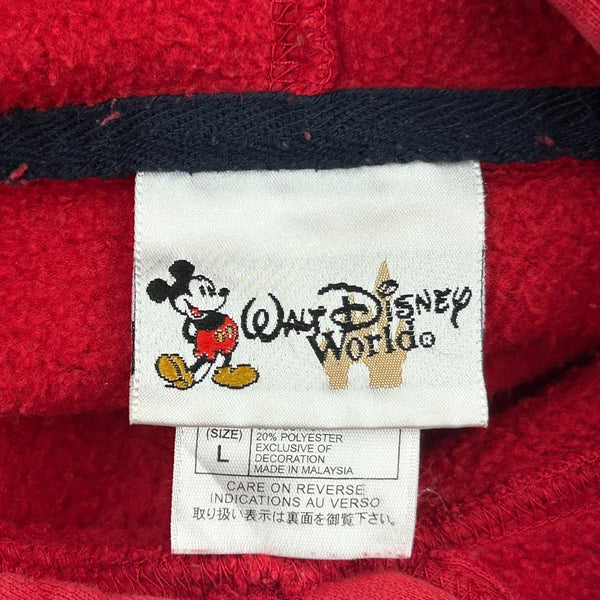 WALT DISNEY
World®
(SIZE)
L
20% POLYESTER
EXCLUSIVE OF
DECORATION
MADE IN MALAYSIA
CARE ON REVERSE
INDICATIONS AU VERSO
取り扱い表示は裏面を御覧下さい。